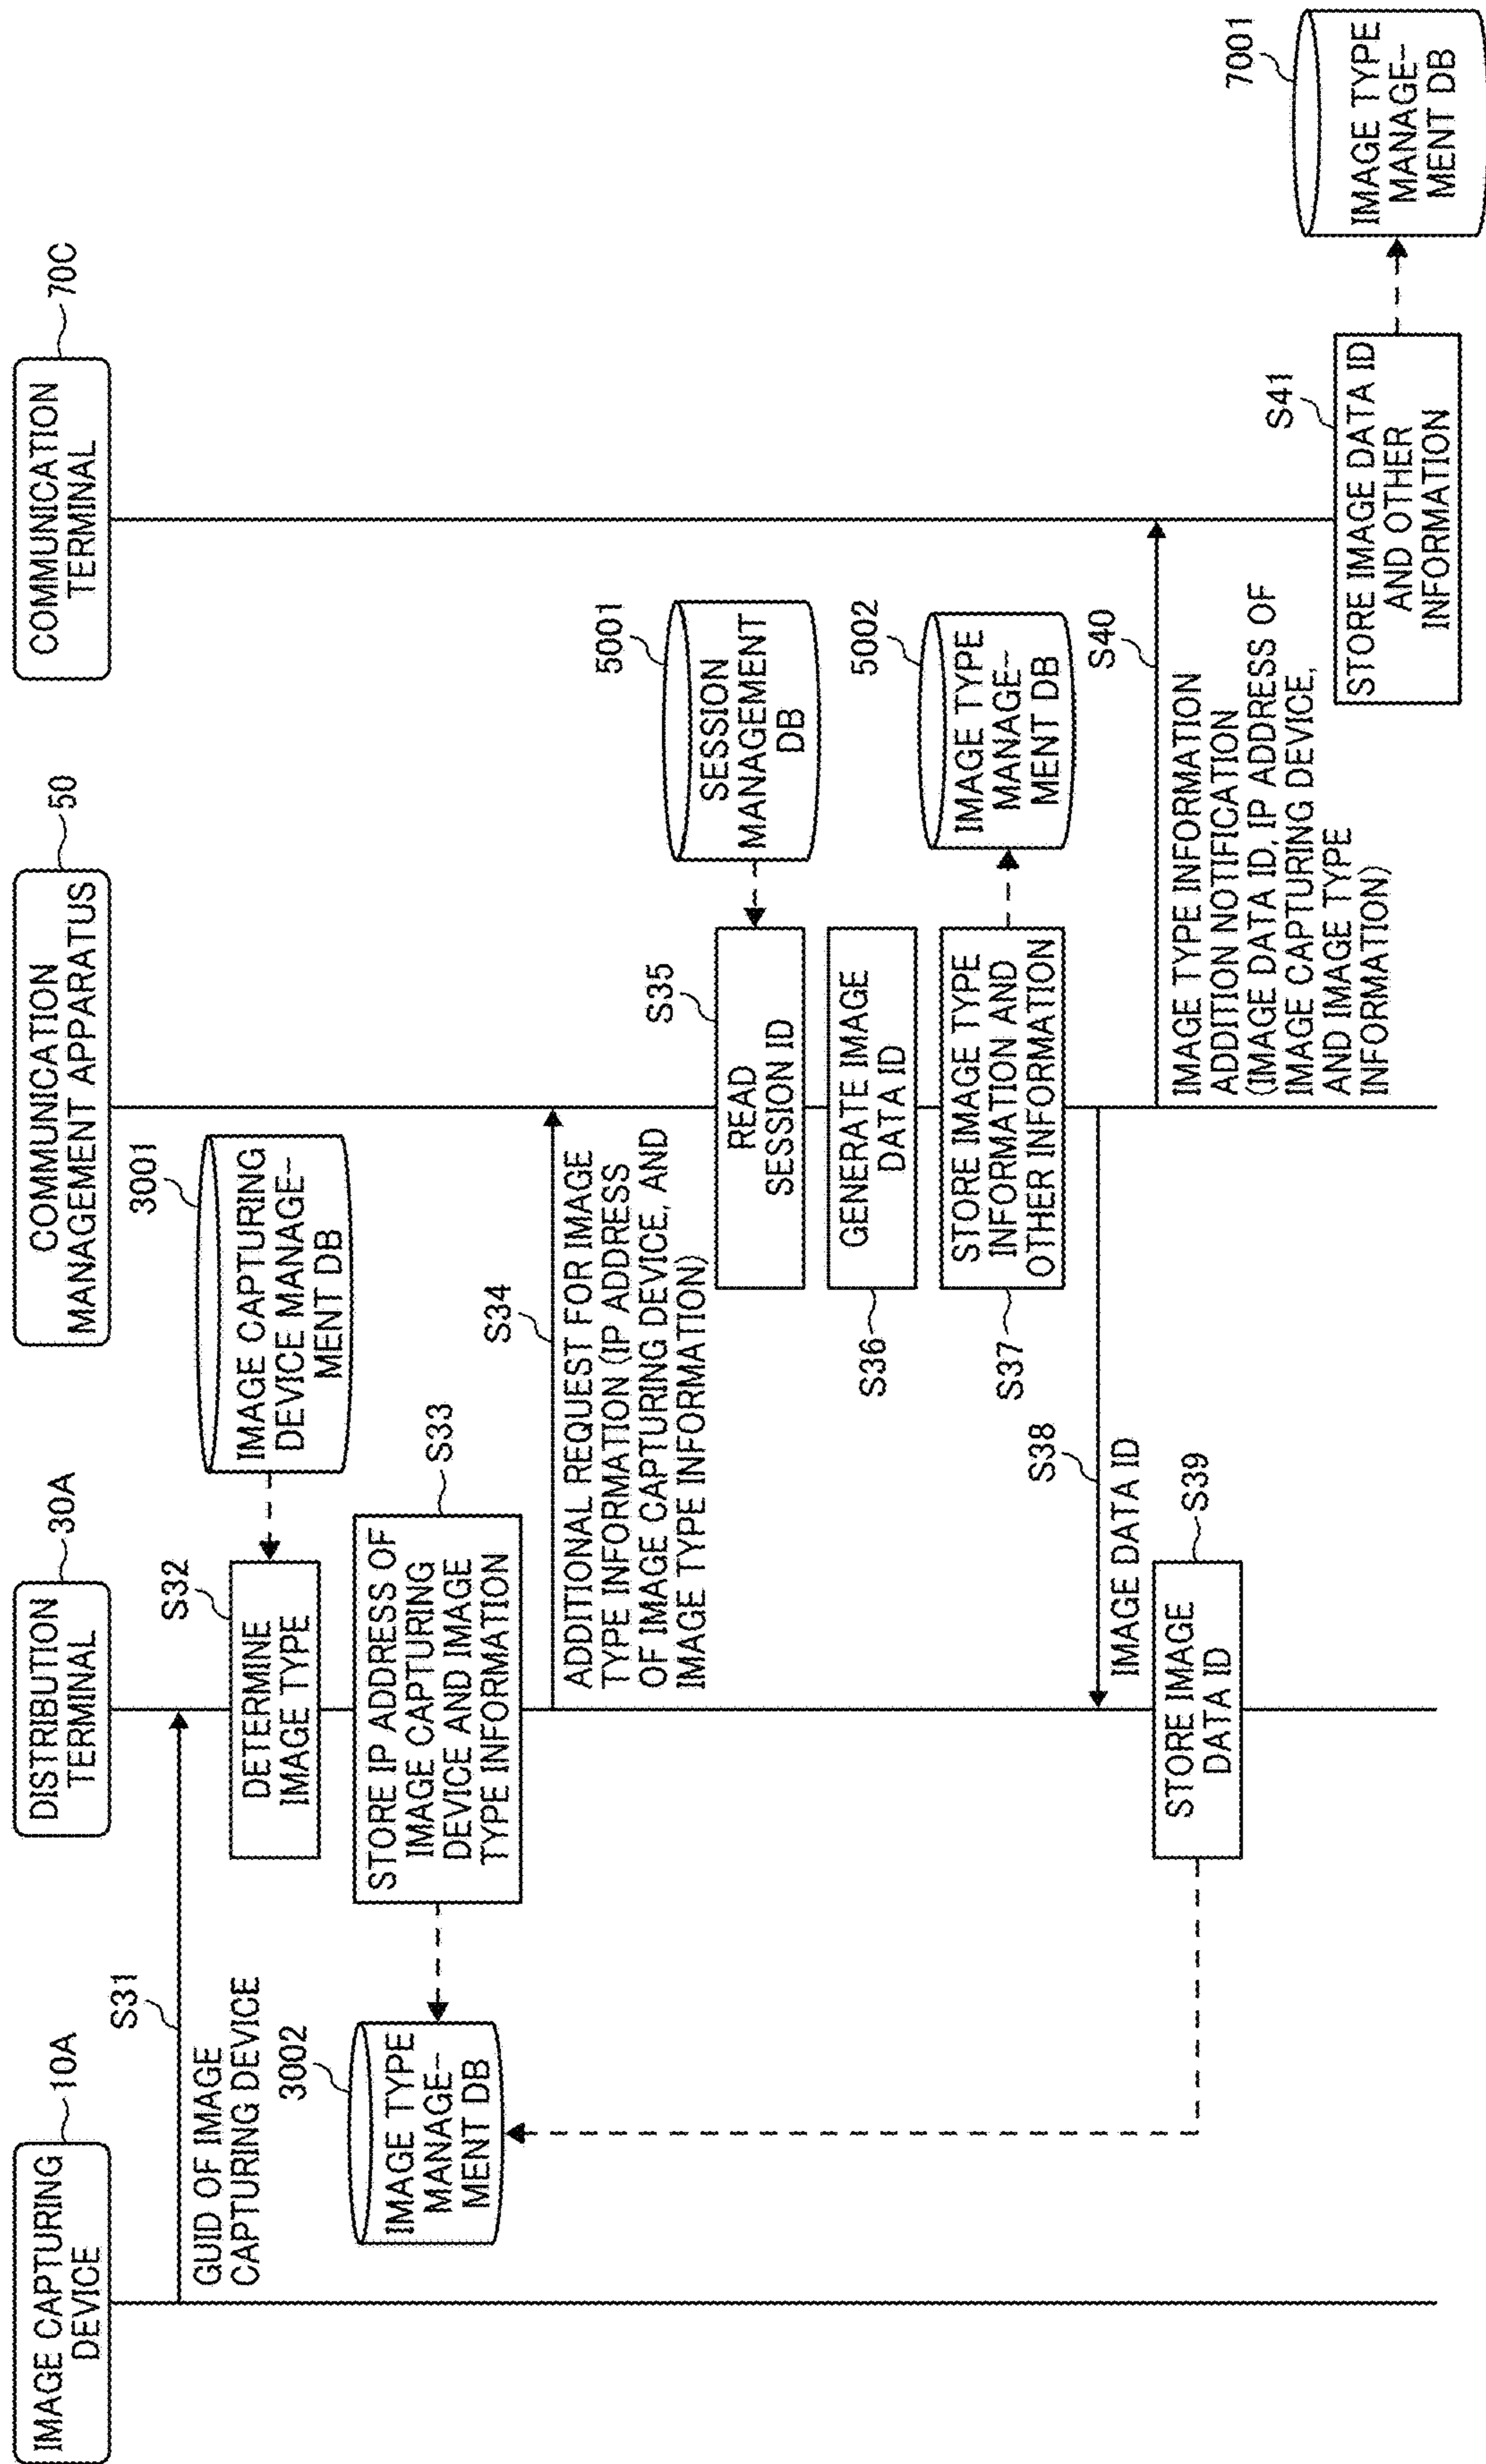 IMAGE CAPTURING
DEVICE
10A
DISTRIBUTION
TERMINAL
30A
COMMUNICATION
MANAGEMENT APPARATUS
50
COMMUNICATION
TERMINAL
70C
S31
GUID OF IMAGE
CAPTURING DEVICE
S32
DETERMINE
IMAGE TYPE
3001
IMAGE CAPTURING
DEVICE MANAGE-
MENT DB
S33
STORE IP ADDRESS OF
IMAGE CAPTURING
DEVICE AND IMAGE
TYPE INFORMATION
3002
IMAGE TYPE
MANAGE-
MENT DB
S34
ADDITIONAL REQUEST FOR IMAGE
TYPE INFORMATION (IP ADDRESS
OF IMAGE CAPTURING DEVICE, AND
IMAGE TYPE INFORMATION)
S35
READ
SESSION ID
5001
SESSION
MANAGEMENT
DB
S36
GENERATE IMAGE
DATA ID
S37
STORE IMAGE TYPE
INFORMATION AND
OTHER INFORMATION
5002
IMAGE TYPE
MANAGE-
MENT DB
S38
IMAGE DATA ID
S39
STORE IMAGE
DATA ID
S40
IMAGE TYPE INFORMATION
ADDITION NOTIFICATION
(IMAGE DATA ID, IP ADDRESS OF
IMAGE CAPTURING DEVICE,
AND IMAGE TYPE
INFORMATION)
S41
STORE IMAGE DATA ID
AND OTHER
INFORMATION
7001
IMAGE TYPE
MANAGE-
MENT DB